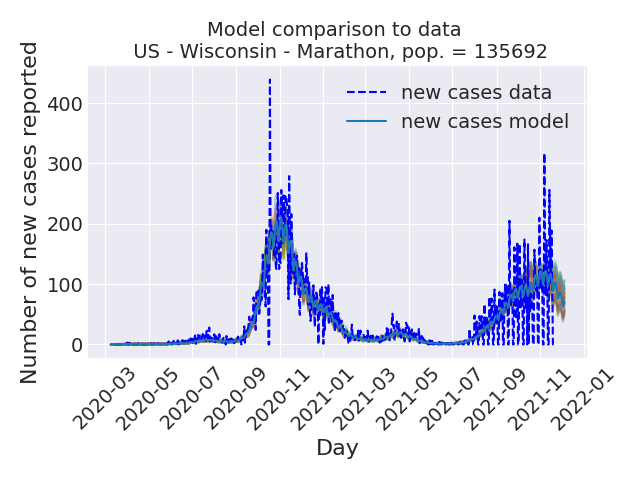 Model comparison to data
US - Wisconsin - Marathon, pop. = 135692
new cases data
new cases model
Number of new cases reported
400
300
200
100
0
2020-03
2020-05
2020-07
2020-09
2020-11
2021-01
2021-03
2021-05
2021-07
2021-09
2021-11
2022-01
Day